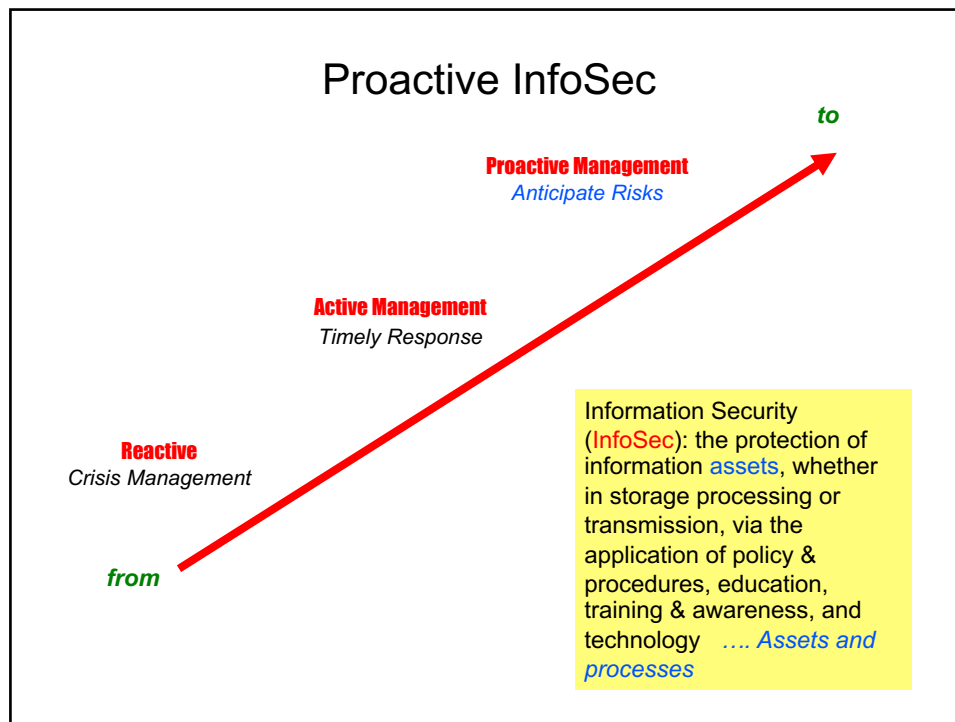 Proactive InfoSec
to
Proactive Management
Anticipate Risks
Active Management
Timely Response
Reactive
Crisis Management
from
Information Security
(InfoSec): the protection of
information assets, whether
in storage processing or
transmission, via the
application of policy &
procedures, education,
training & awareness, and
technology …. Assets and
processes